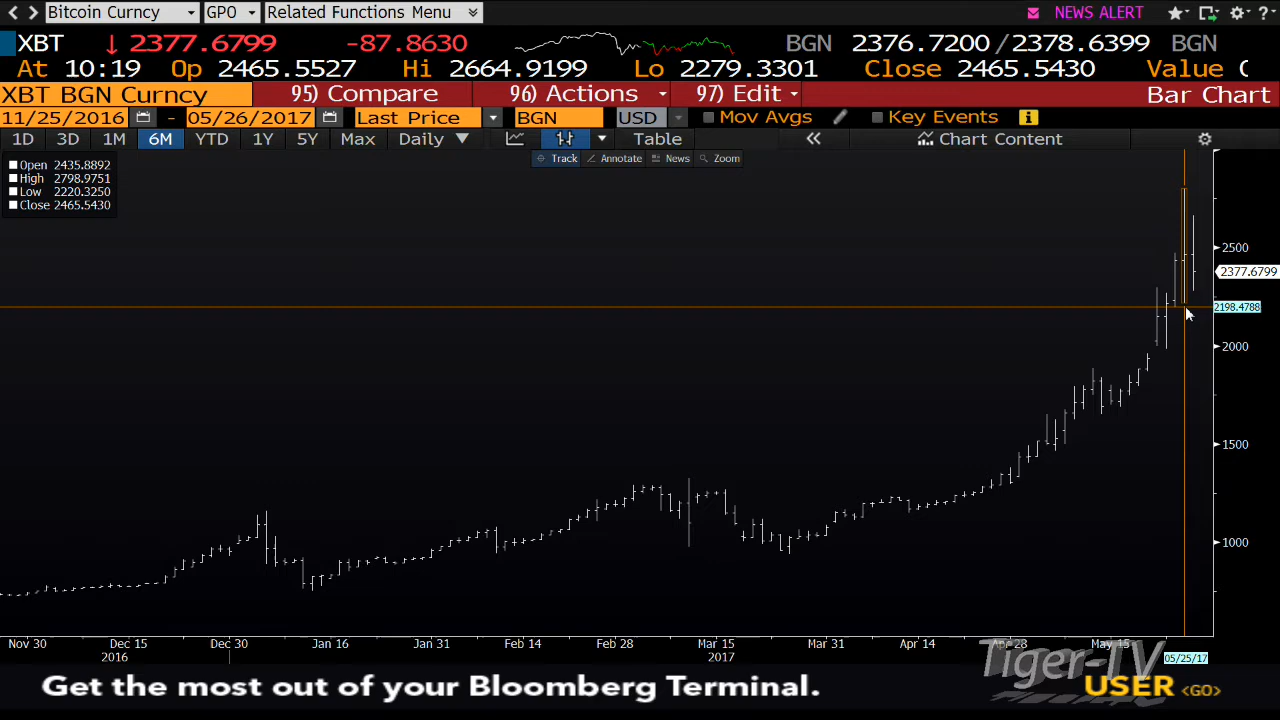 Bitcoin Curncy GPO Related Functions Menu NEWS ALERT ?
XBT ↓ 2377.6799 -87.8630 BGN 2376.7200/2378.6399 BGN
At 10:19 Op 2465.5527 Hi 2664.9199 Lo 2279.3301 Close 2465.5430 Value
XBT BGN Curncy 95) Compare 96) Actions 97) Edit Bar Chart
11/25/2016 - 05/26/2017 Last Price BGN USD Mov Avgs Key Events i
1D 3D 1M 6M YTD 1Y 5Y Max Daily Table « Chart Content
Track Annotate News Zoom
Open 2435.8892
High 2798.9751
Low 2220.3250
Close 2465.5430
2500
2377.6799
2198.4788
2000
1500
1000
Nov 30 Dec 15 Dec 30 Jan 16 Jan 31 Feb 14 Feb 28 Mar 15 Mar 31 Apr 14 Apr 28 May 15
2016 2017 05/25/17
Tiger-TV
Get the most out of your Bloomberg Terminal. USER <GO>